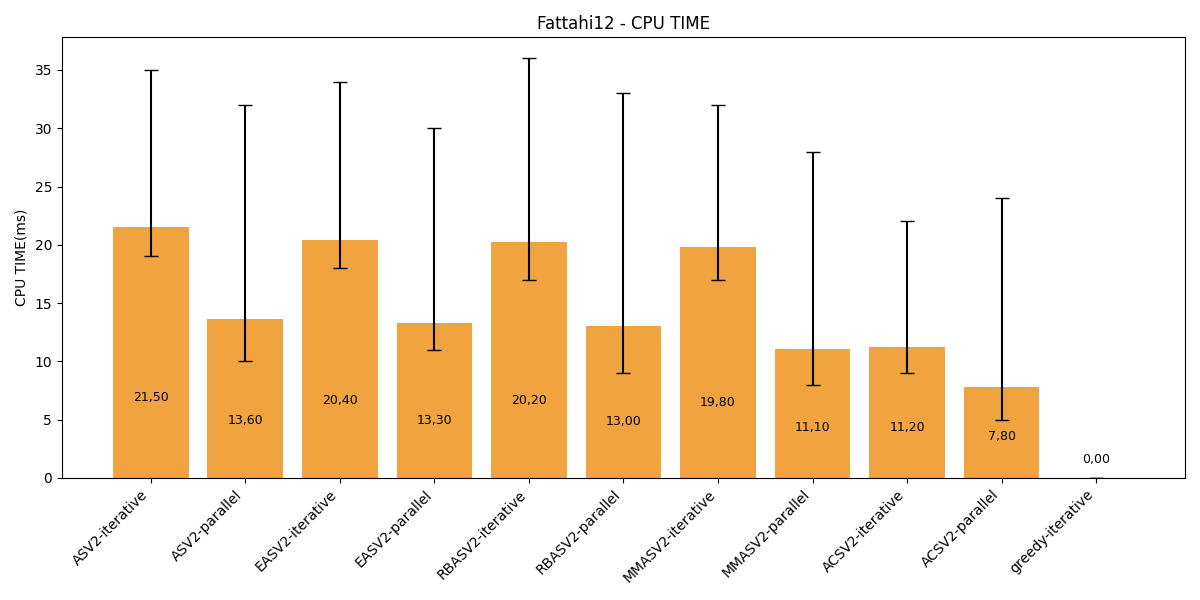 Fattahi12 - CPU TIME
CPU TIME(ms)
35
30
25
20
15
10
5
0
21,50
13,60
20,40
13,30
20,20
13,00
19,80
11,10
11,20
7,80
0,00
ASV2-iterative
ASV2-parallel
EASV2-iterative
EASV2-parallel
RBASV2-iterative
RBASV2-parallel
MMASV2-iterative
MMASV2-parallel
ACSV2-iterative
ACSV2-parallel
greedy-iterative